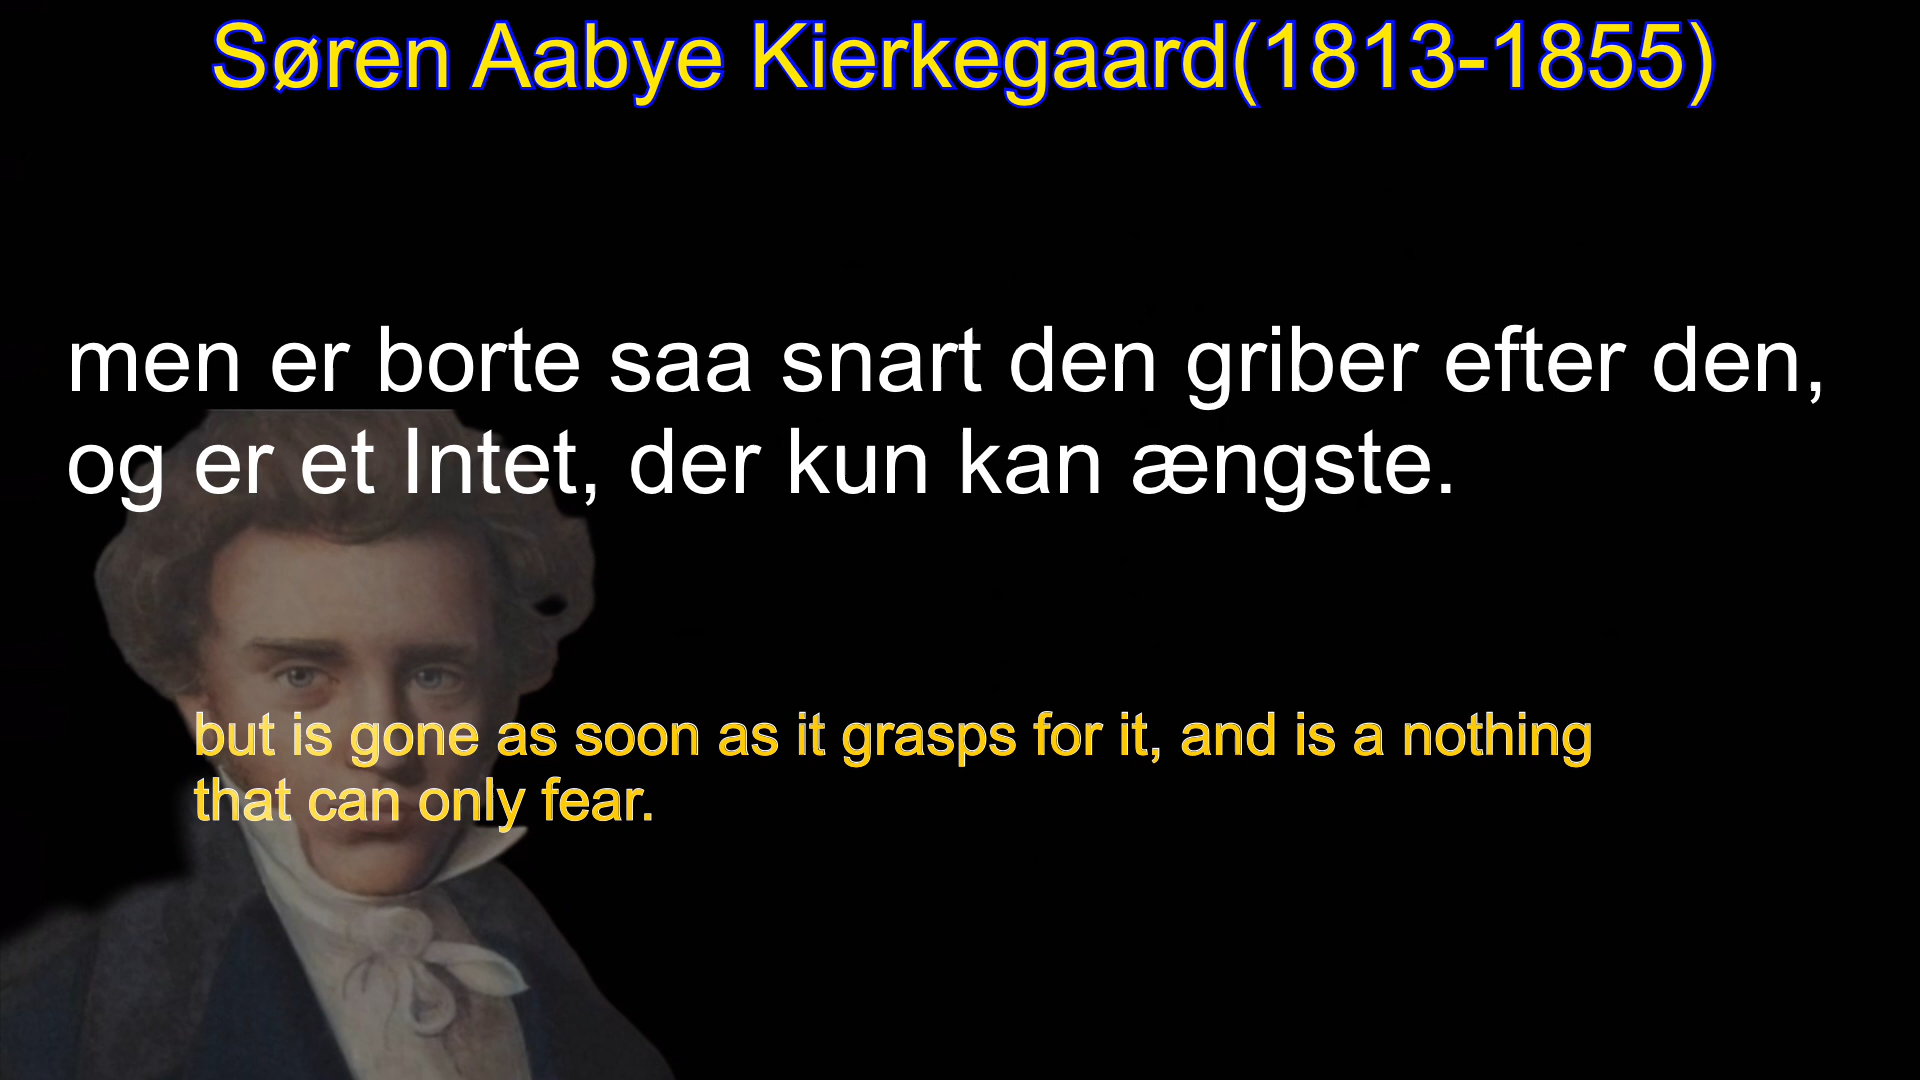 Søren Aabye Kierkegaard(1813-1855)
men er borte saa snart den griber efter den,
og er et Intet, der kun kan ængste.
but is gone as soon as it grasps for it, and is a nothing
that can only fear.